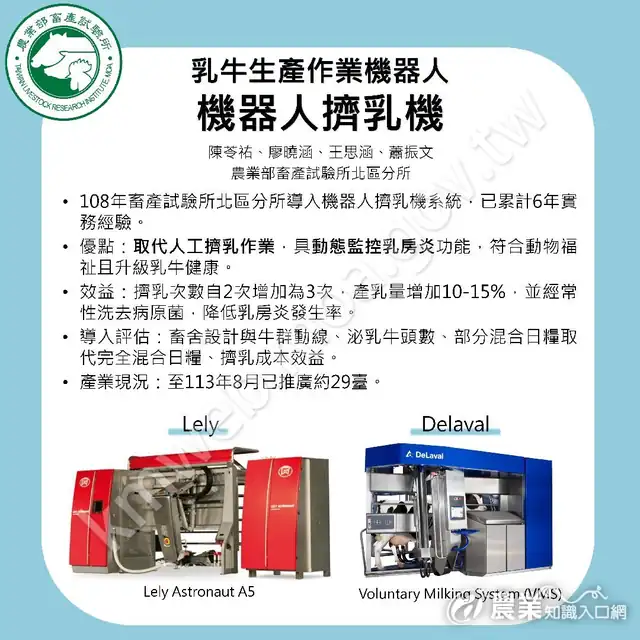 農業部畜產試驗所
TAIWAN LIVESTOCK RESEARCH INSTITUTE, MOA
乳牛生產作業機器人
機器人擠乳機
陳苓祐、廖曉涵、王思涵、蕭振文
農業部畜產試驗所北區分所
• 108年畜產試驗所北區分所導入機器人擠乳機系統，已累計6年實
務經驗。
• 優點：取代人工擠乳作業，具動態監控乳房炎功能，符合動物福
祉且升級乳牛健康。
• 效益：擠乳次數自2次增加為3次，產乳量增加10-15%，並經常
性洗去病原菌，降低乳房炎發生率。
• 導入評估：畜舍設計與牛群動線、泌乳牛頭數、部分混合日糧取
代完全混合日糧、擠乳成本效益。
• 產業現況：至113年8月已推廣約29臺。
Lely
Delaval
DeLaval
Lely Astronaut A5
Voluntary Milking System (VMS)
農業知識入口網
kmweb.moa.gov.tw